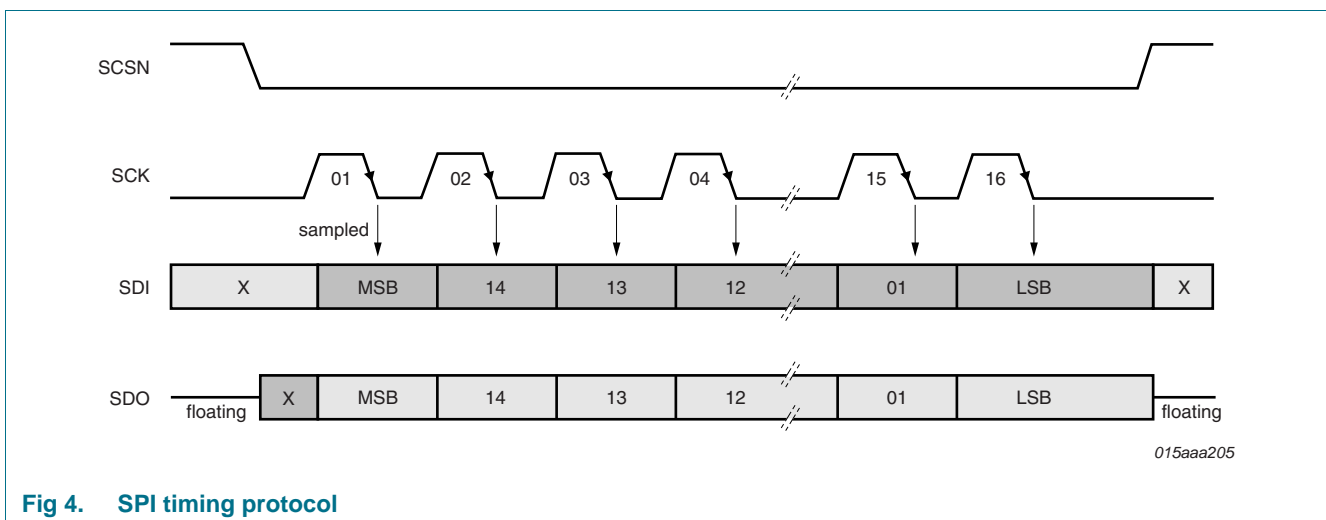 SCSN
SCK 01 02 03 04 15 16
sampled
SDI X MSB 14 13 12 01 LSB X
SDO floating X MSB 14 13 12 01 LSB floating
015aaa205
Fig 4. SPI timing protocol